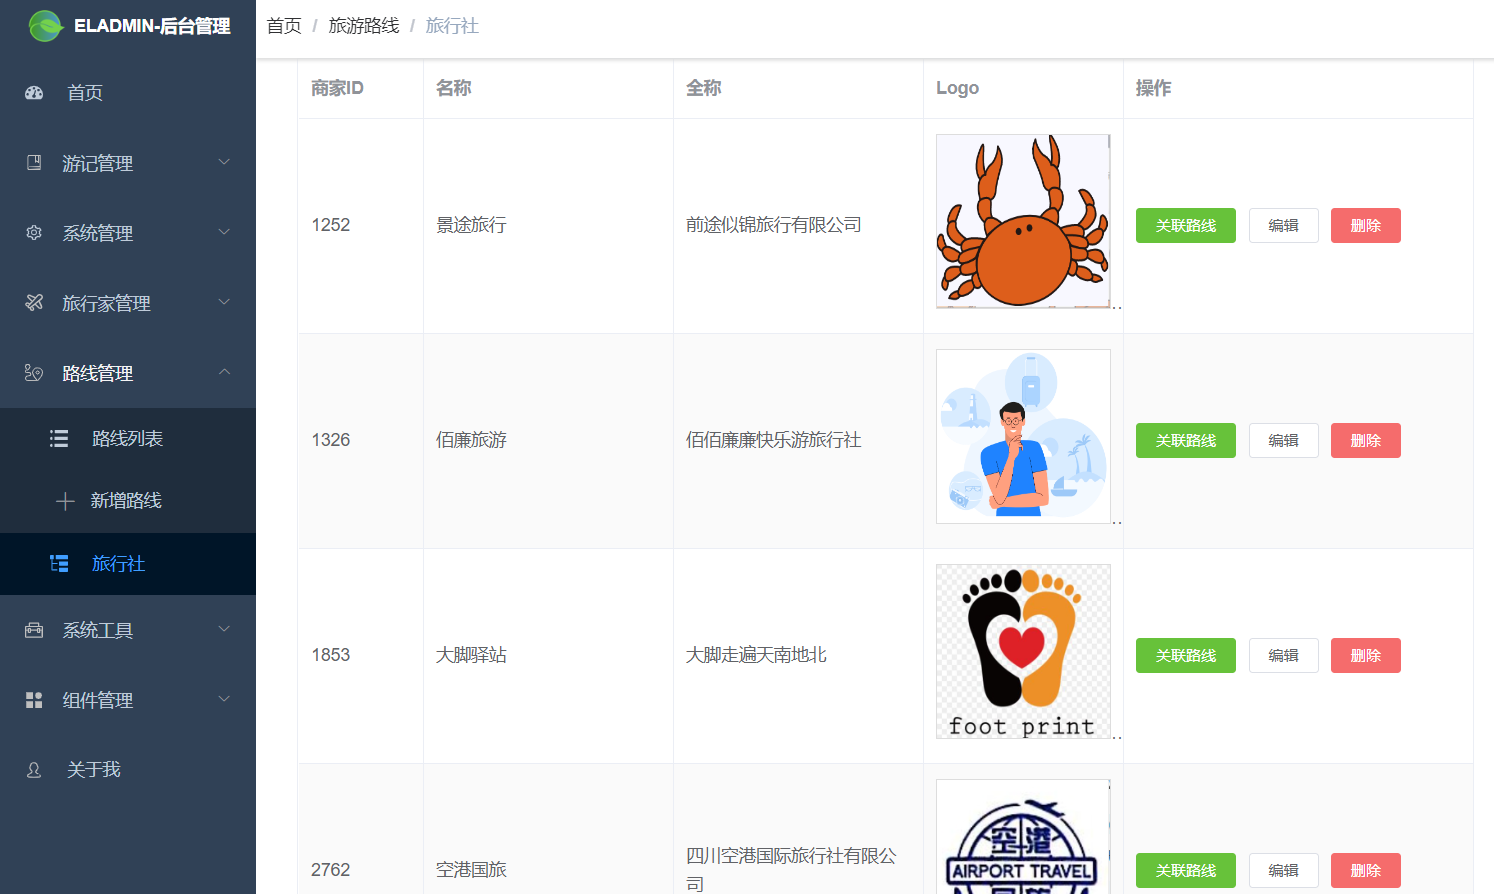 ELADMIN-后台管理
首页 / 旅游路线 / 旅行社
首页
游记管理
系统管理
旅行家管理
路线管理
路线列表
新增路线
旅行社
系统工具
组件管理
关于我
商家ID 名称 全称 Logo 操作
1252 景途旅行 前途似锦旅行有限公司 .. 关联路线 编辑 删除
1326 佰廉旅游 佰佰廉廉快乐游旅行社 .. 关联路线 编辑 删除
1853 大脚驿站 大脚走遍天南地北 关联路线 编辑 删除
foot print ..
2762 空港国旅 四川空港国际旅行社有限公
司
空港
AIRPORT TRAVEL
关联路线 编辑 删除